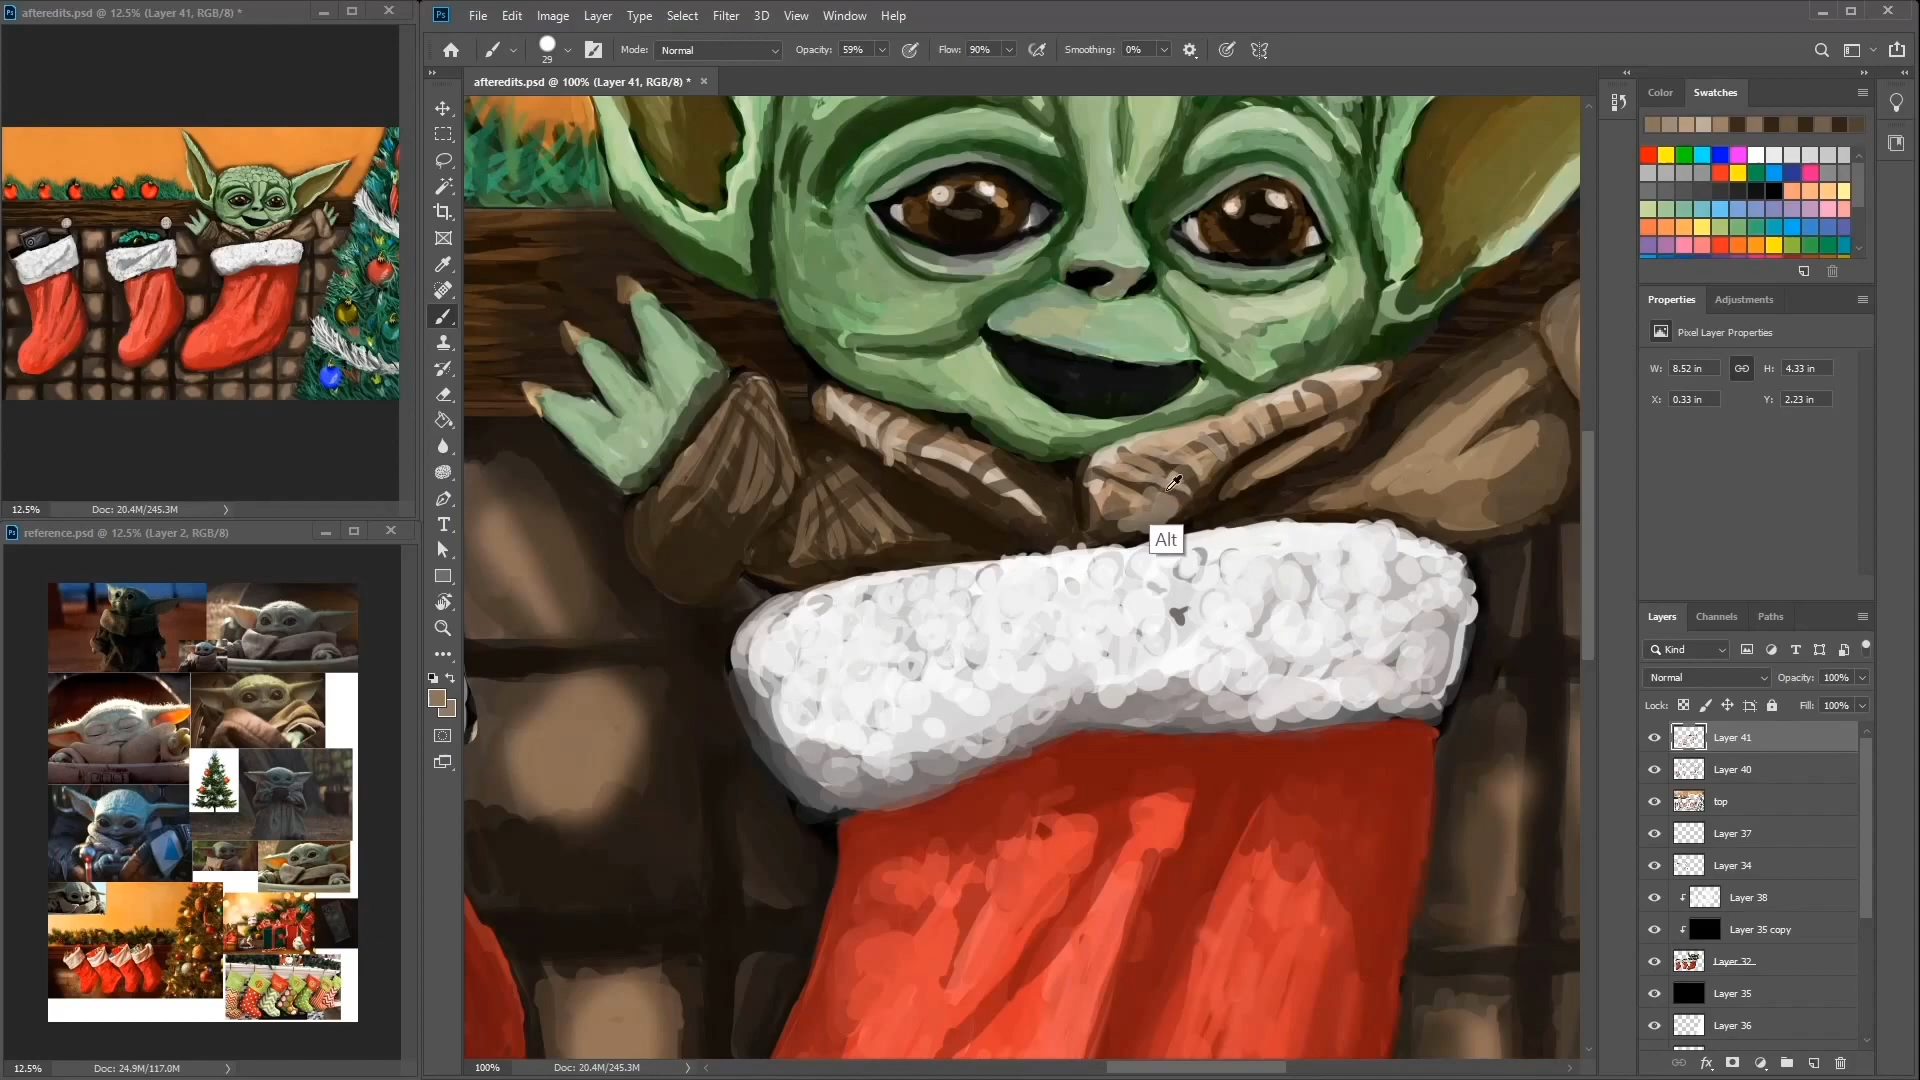 Ps afteredits.psd @ 12.5% (Layer 41, RGB/8) *
12.5% Doc: 20.4M/245.3M
Ps reference.psd @ 12.5% (Layer 2, RGB/8)
12.5% Doc: 24.9M/117.0M
Ps File Edit Image Layer Type Select Filter 3D View Window Help
29 Mode: Normal Opacity: 59% Flow: 90% Smoothing: 0%
afteredits.psd @ 100% (Layer 41, RGB/8) *
Alt
100% Doc: 20.4M/245.3M
Color Swatches
Properties Adjustments
Pixel Layer Properties
W: 8.52 in H: 4.33 in
X: 0.33 in Y: 2.23 in
Layers Channels Paths
Kind
Normal Opacity: 100%
Lock: Fill: 100%
Layer 41
Layer 40
top
Layer 37
Layer 34
Layer 38
Layer 35 copy
Layer 32
Layer 35
Layer 36
fx